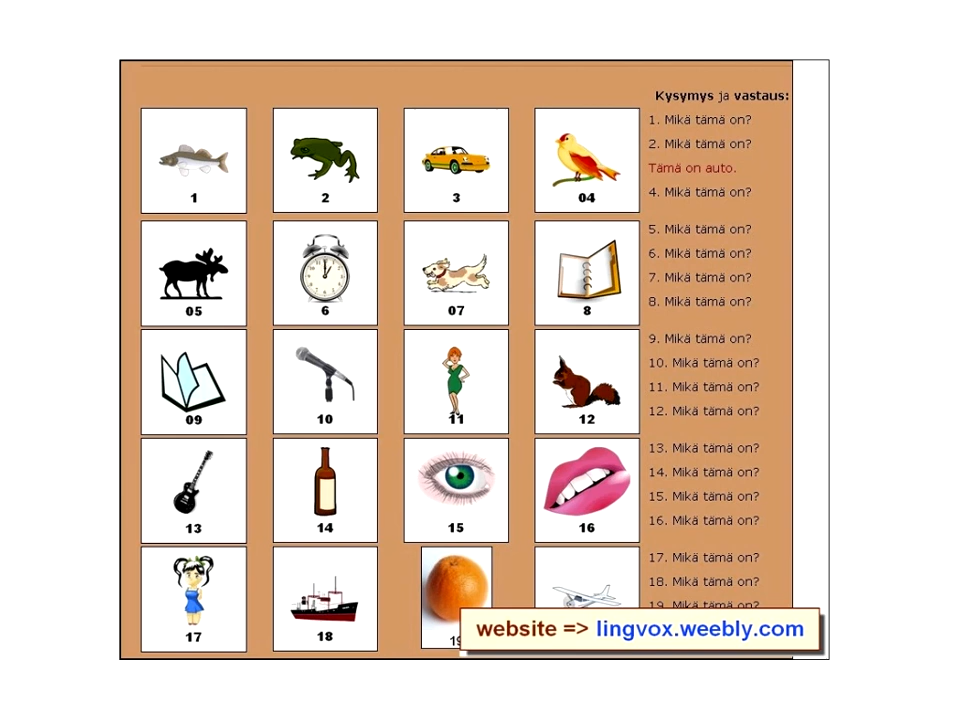 Kysymys ja vastaus:
1. Mikä tämä on?
2. Mikä tämä on?
Tämä on auto.
4. Mikä tämä on?
1
2
3
04
5. Mikä tämä on?
6. Mikä tämä on?
7. Mikä tämä on?
8. Mikä tämä on?
05
6
07
8
9. Mikä tämä on?
10. Mikä tämä on?
11. Mikä tämä on?
12. Mikä tämä on?
09
10
11
12
13. Mikä tämä on?
14. Mikä tämä on?
15. Mikä tämä on?
16. Mikä tämä on?
13
14
15
16
17. Mikä tämä on?
18. Mikä tämä on?
19. Mikä tämä on?
17
18
19
website => lingvox.weebly.com